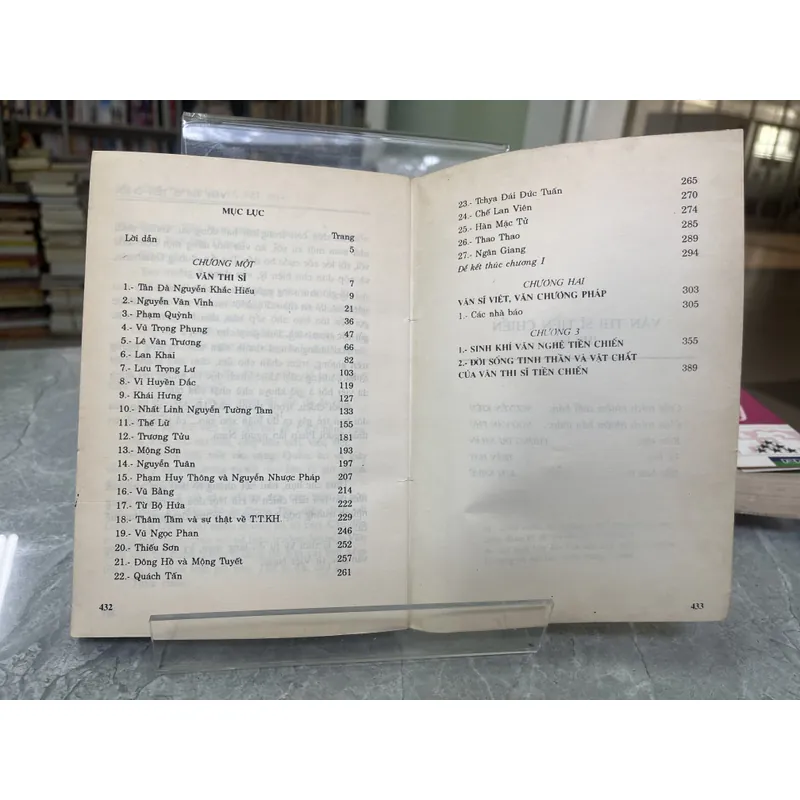 MỤC LỤC
Trang
Lời dẫn 5
CHƯƠNG MỘT
VĂN THI SĨ 7
1.- Tản Đà Nguyễn Khắc Hiếu 9
2.- Nguyễn Văn Vĩnh 21
3.- Phạm Quỳnh 36
4.- Vũ Trọng Phụng 47
5.- Lê Văn Trương 66
6.- Lan Khai 82
7.- Lưu Trọng Lư 103
8.- Vi Huyền Đắc 119
9.- Khái Hưng 127
10.- Nhất Linh Nguyễn Tường Tam 133
11.- Thế Lữ 155
12.- Trương Tửu 181
13.- Mộng Sơn 193
14.- Nguyễn Tuân 197
15.- Phạm Huy Thông và Nguyễn Nhược Pháp 207
16.- Vũ Bằng 214
17.- Từ Bộ Hứa 222
18.- Thâm Tâm và sự thật về T.T.KH. 229
19.- Vũ Ngọc Phan 246
20.- Thiếu Sơn 252
21.- Đông Hồ và Mộng Tuyết 257
22.- Quách Tấn 261
432
23.- Tchya Đái Đức Tuấn 265
24.- Chế Lan Viên 270
25.- Hàn Mặc Tử 274
26.- Thao Thao 285
27.- Ngân Giang 289
Để kết thúc chương I 294
CHƯƠNG HAI
VĂN SĨ VIỆT, VĂN CHƯƠNG PHÁP 303
1.- Các nhà báo 305
CHƯƠNG 3
1.- SINH KHÍ VĂN NGHỆ TIỀN CHIẾN 355
2.- ĐỜI SỐNG TINH THẦN VÀ VẬT CHẤT
CỦA VĂN THI SĨ TIỀN CHIẾN 389
433